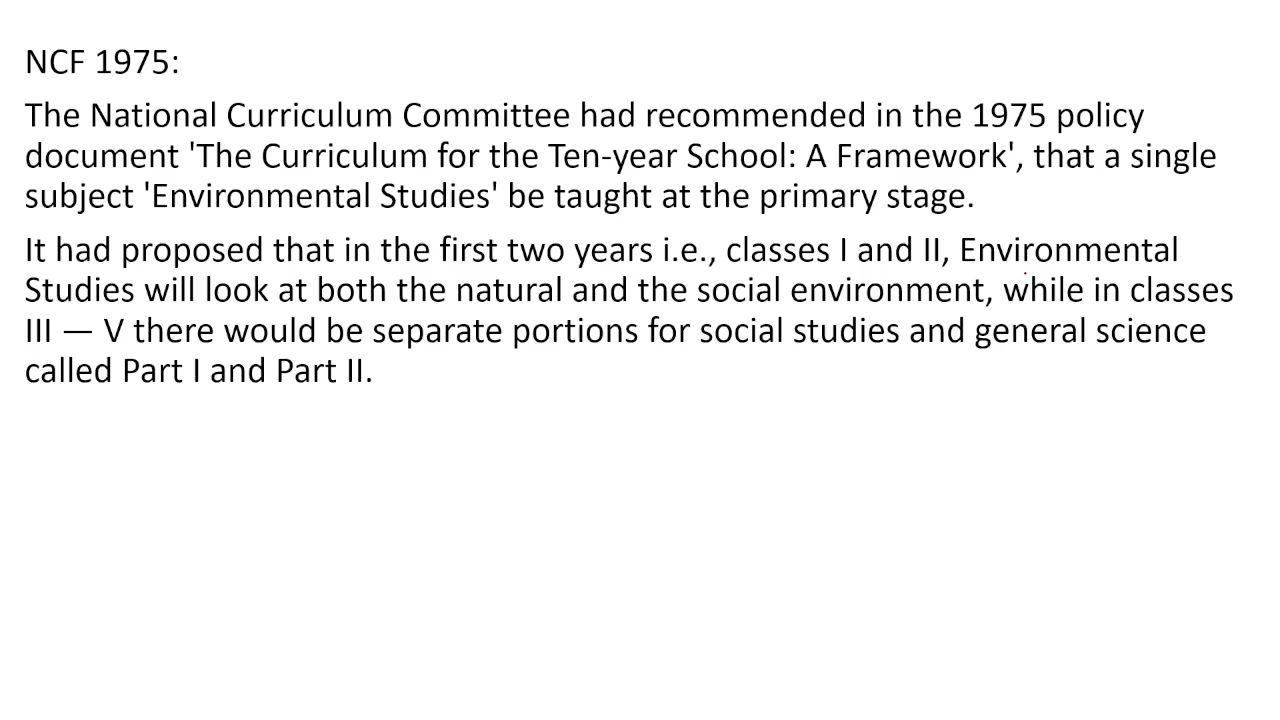 NCF 1975:
The National Curriculum Committee had recommended in the 1975 policy
document 'The Curriculum for the Ten-year School: A Framework', that a single
subject 'Environmental Studies' be taught at the primary stage.
It had proposed that in the first two years i.e., classes I and II, Environmental
Studies will look at both the natural and the social environment, while in classes
III — V there would be separate portions for social studies and general science
called Part I and Part II.